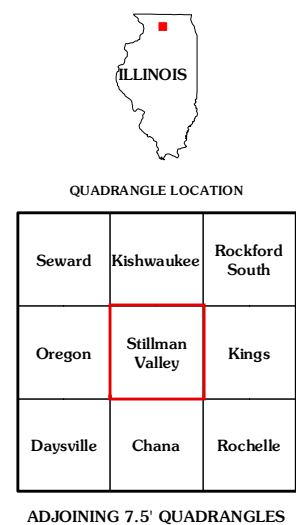 ILLINOIS
QUADRANGLE LOCATION
Seward
Kishwaukee
Rockford
South
Oregon
Stillman
Valley
Kings
Daysville
Chana
Rochelle
ADJOINING 7.5' QUADRANGLES